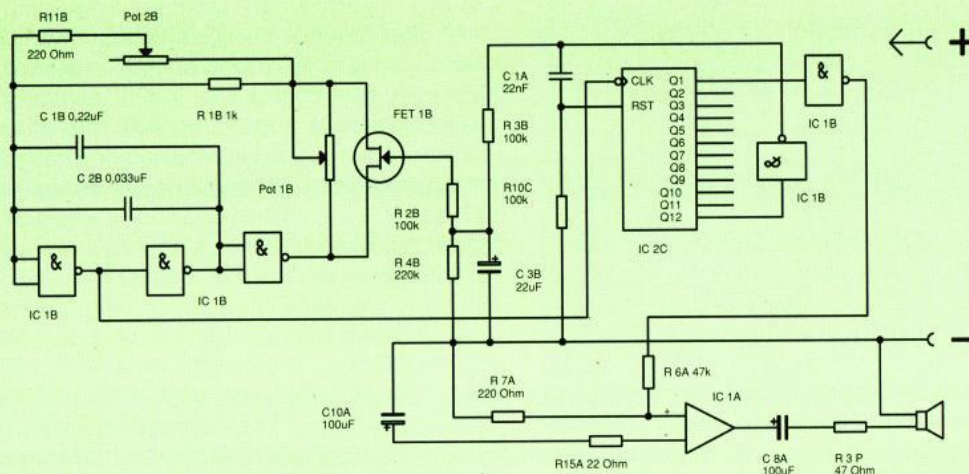 R11B
Pot 2B
220 Ohm
R 1B 1k
C 1B 0,22uF
C 2B 0,033uF
FET 1B
Pot 1B
R 2B
100k
R 4B
220k
R 3B
100k
C 3B
22uF
C 1A
22nF
R10C
100k
CLK
RST
Q1
Q2
Q3
Q4
Q5
Q6
Q7
Q8
Q9
Q10
Q11
Q12
IC 2C
&
IC 1B
&
IC 1B
+
−
&
&
&
IC 1B
IC 1B
R 7A
220 Ohm
R 6A 47k
IC 1A
+
C10A
100uF
+
R15A 22 Ohm
+
C 8A
100uF
R 3 P
47 Ohm
+